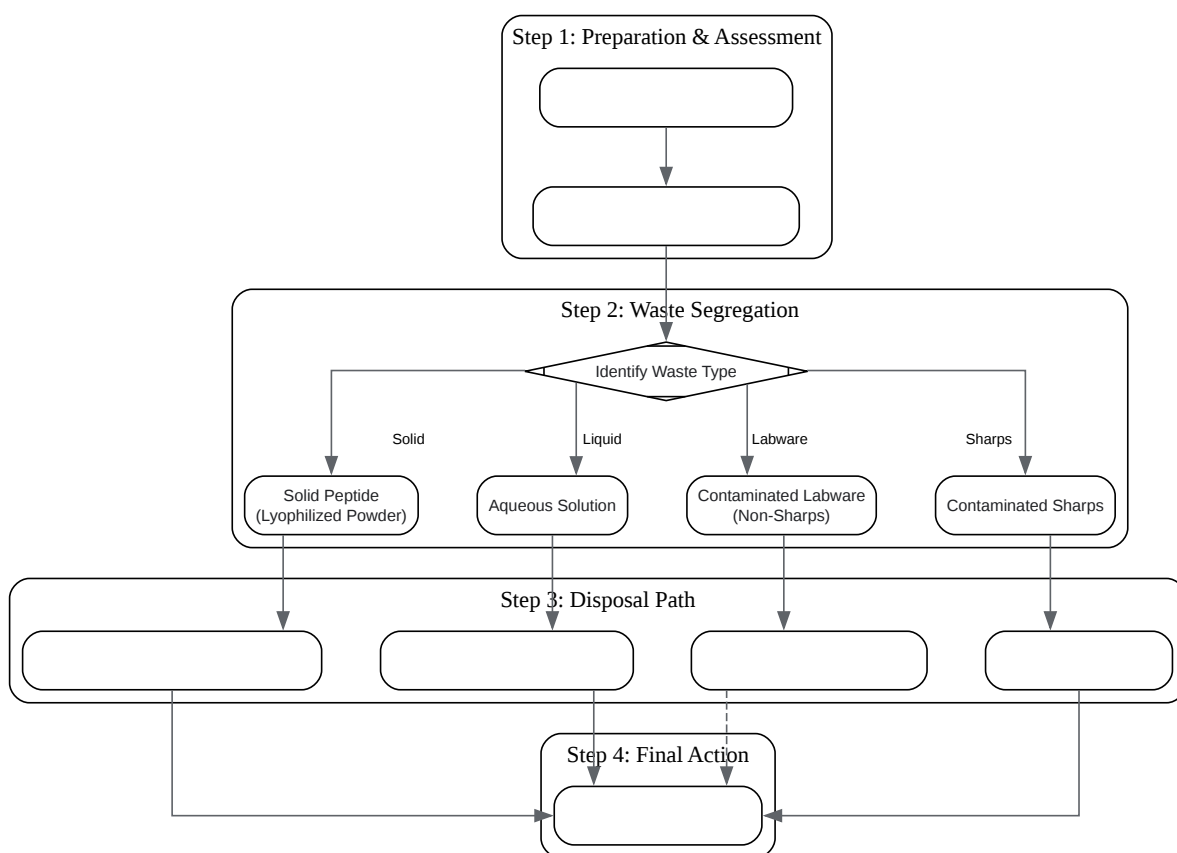 Step 1: Preparation & Assessment
Step 2: Waste Segregation
Identify Waste Type
Solid
Liquid
Labware
Sharps
Solid Peptide
(Lyophilized Powder)
Aqueous Solution
Contaminated Labware
(Non-Sharps)
Contaminated Sharps
Step 3: Disposal Path
Step 4: Final Action